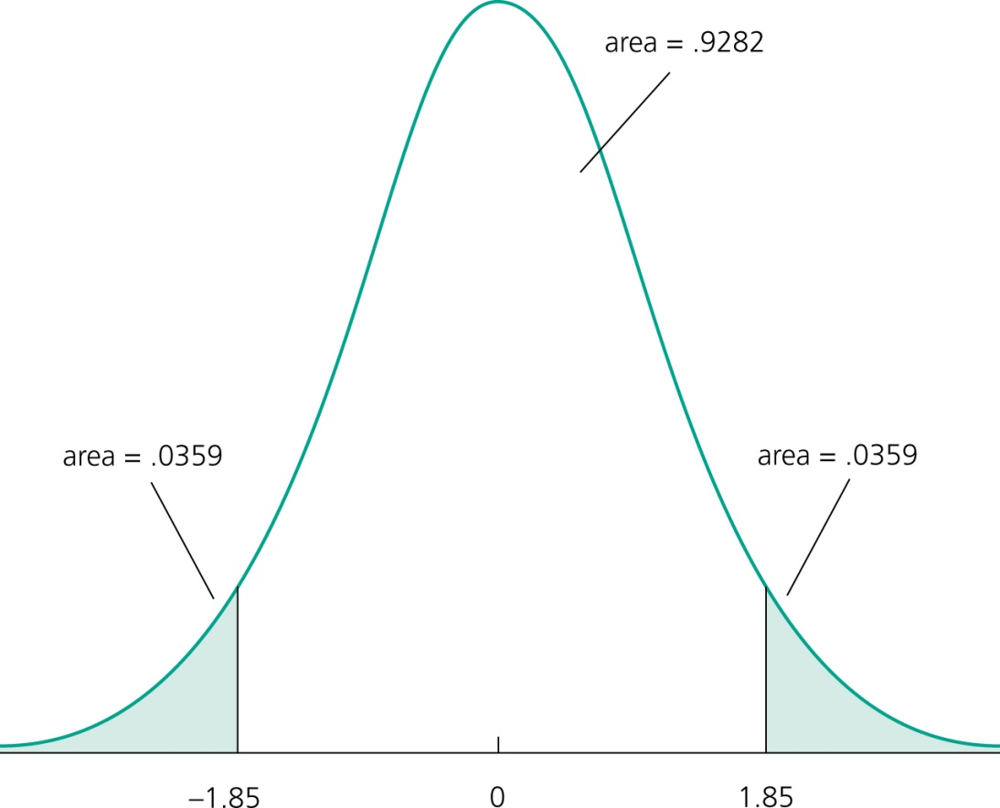 area = .9282
area = .0359
area = .0359
–1.85
0
1.85